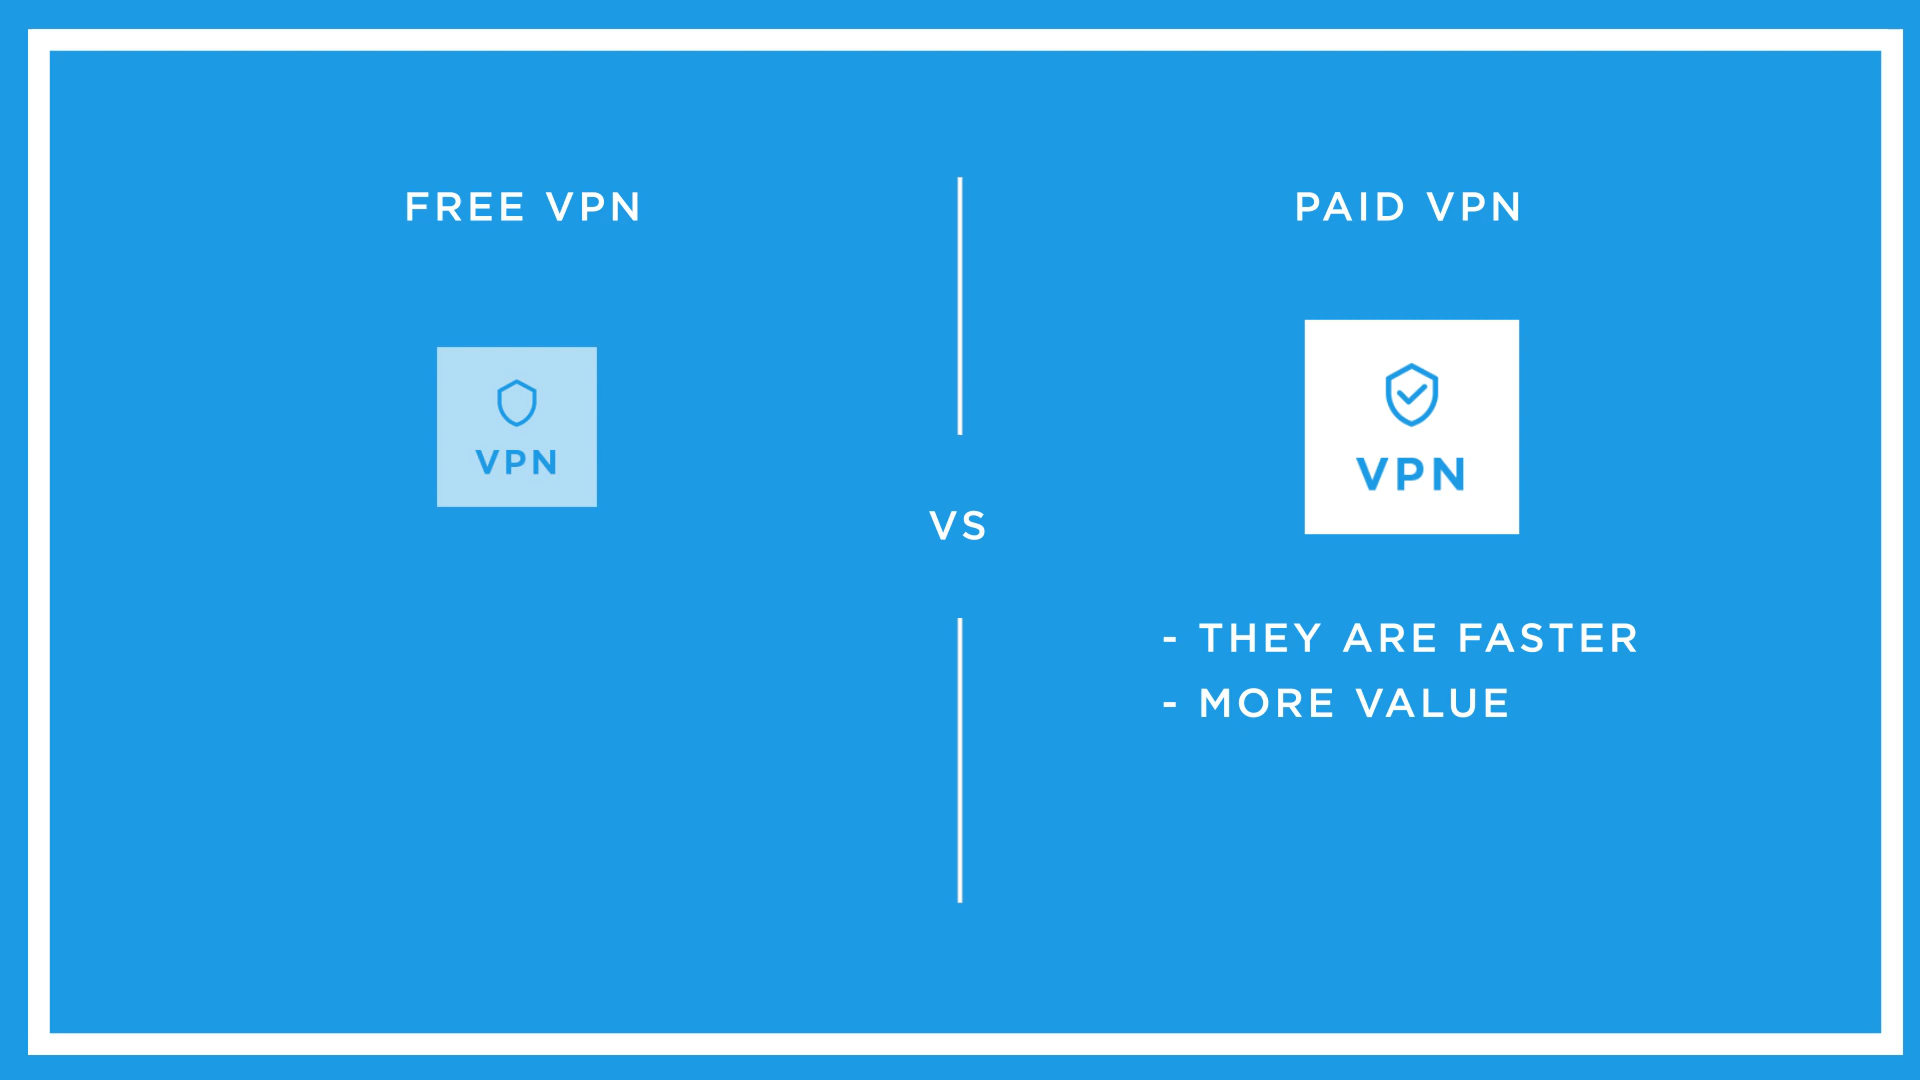 FREE VPN
VPN
VS
PAID VPN
VPN
- THEY ARE FASTER
- MORE VALUE